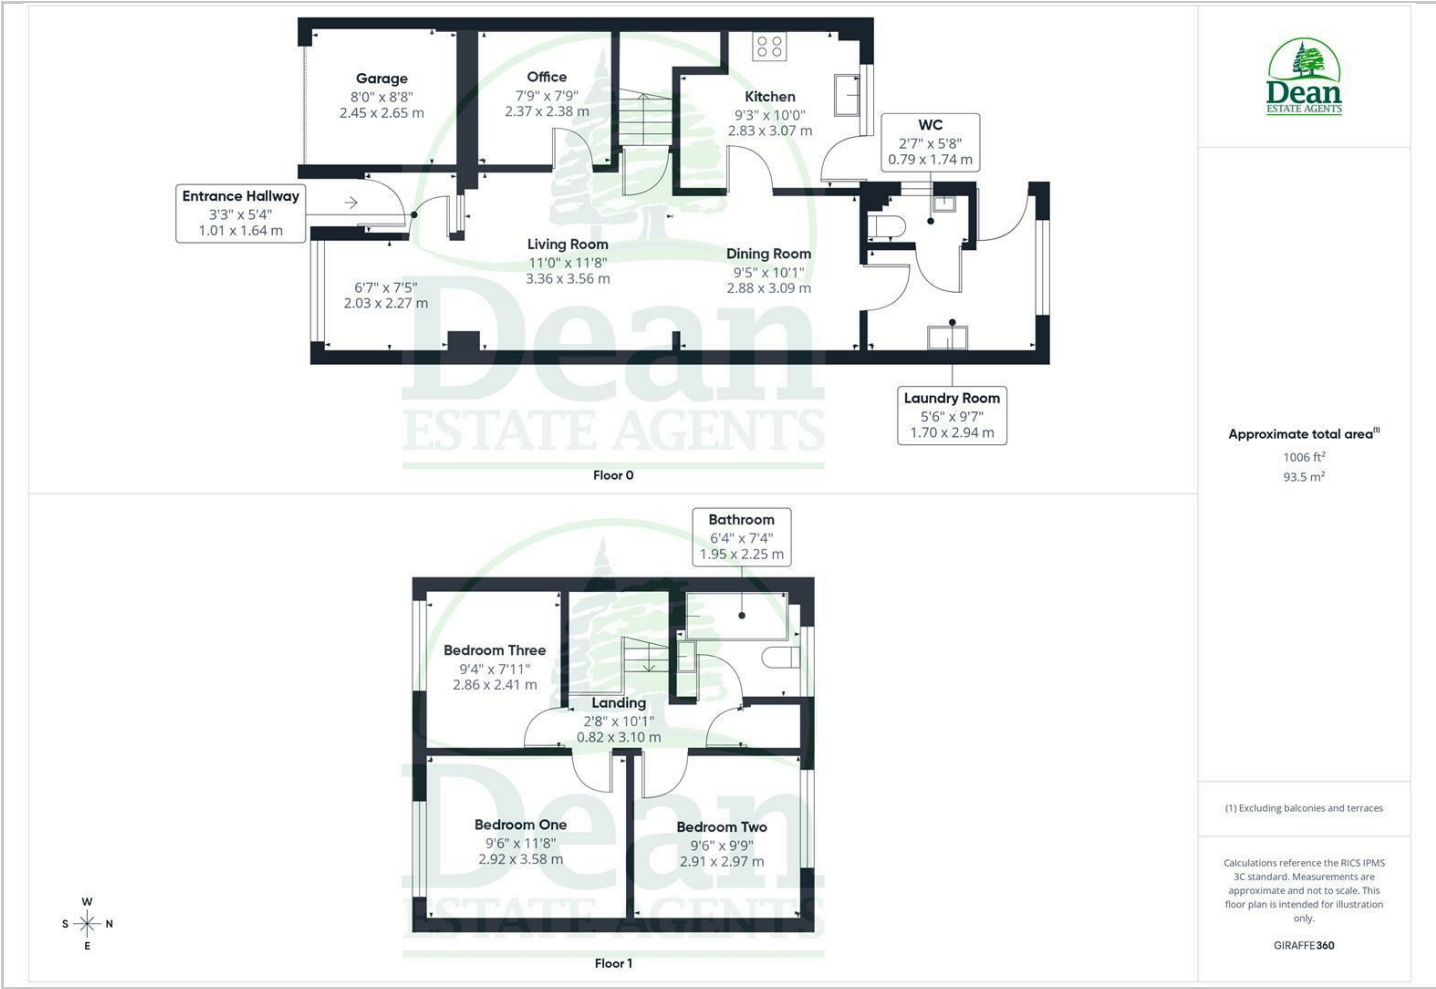 Garage
8'0" x 8'8"
2.45 x 2.65 m
Office
7'9" x 7'9"
2.37 x 2.38 m
Kitchen
9'3" x 10'0"
2.83 x 3.07 m
WC
2'7" x 5'8"
0.79 x 1.74 m
Entrance Hallway
3'3" x 5'4"
1.01 x 1.64 m
Living Room
11'0" x 11'8"
3.36 x 3.56 m
Dining Room
9'5" x 10'1"
2.88 x 3.09 m
6'7" x 7'5"
2.03 x 2.27 m
Laundry Room
5'6" x 9'7"
1.70 x 2.94 m
Dean
ESTATE AGENTS
Floor 0
Bathroom
6'4" x 7'4"
1.95 x 2.25 m
Bedroom Three
9'4" x 7'11"
2.86 x 2.41 m
Landing
2'8" x 10'1"
0.82 x 3.10 m
Bedroom One
9'6" x 11'8"
2.92 x 3.58 m
Bedroom Two
9'6" x 9'9"
2.91 x 2.97 m
Dean
ESTATE AGENTS
Floor 1
W
S N
E
Dean
ESTATE AGENTS
Approximate total area(1)
1006 ft²
93.5 m²
(1) Excluding balconies and terraces
Calculations reference the RICS IPMS
3C standard. Measurements are
approximate and not to scale. This
floor plan is intended for illustration
only.
GIRAFFE360